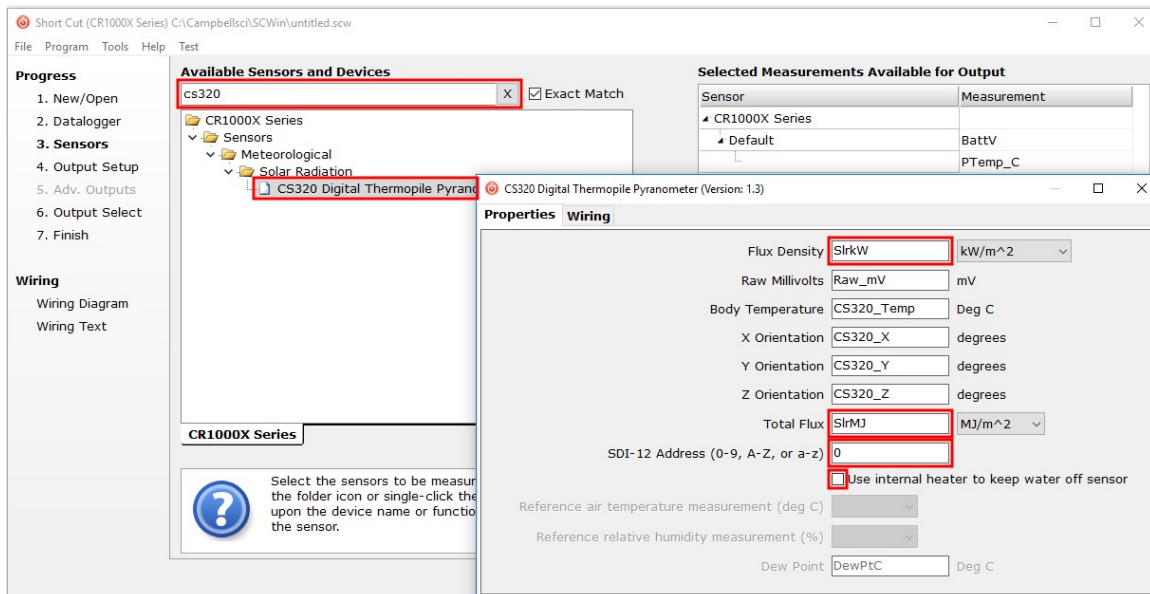 Short Cut (CR1000X Series) C:\Campbellsci\SCWin\untitled.scw
File Program Tools Help Test
Progress
1. New/Open
2. Datalogger
3. Sensors
4. Output Setup
5. Adv. Outputs
6. Output Select
7. Finish
Wiring
Wiring Diagram
Wiring Text
Available Sensors and Devices
cs320 X Exact Match
CR1000X Series
Sensors
Meteorological
Solar Radiation
CS320 Digital Thermopile Pyran
CR1000X Series
Select the sensors to be measur
the folder icon or single-click the
upon the device name or functio
the sensor.
Selected Measurements Available for Output
Sensor Measurement
CR1000X Series
Default BattV
PTemp_C
CS320 Digital Thermopile Pyranometer (Version: 1.3)
Properties Wiring
Flux Density SlrkW kW/m^2
Raw Millivolts Raw_mV mV
Body Temperature CS320_Temp Deg C
X Orientation CS320_X degrees
Y Orientation CS320_Y degrees
Z Orientation CS320_Z degrees
Total Flux SlrMJ MJ/m^2
SDI-12 Address (0-9, A-Z, or a-z) 0
Use internal heater to keep water off sensor
Reference air temperature measurement (deg C)
Reference relative humidity measurement (%)
Dew Point DewPtC Deg C